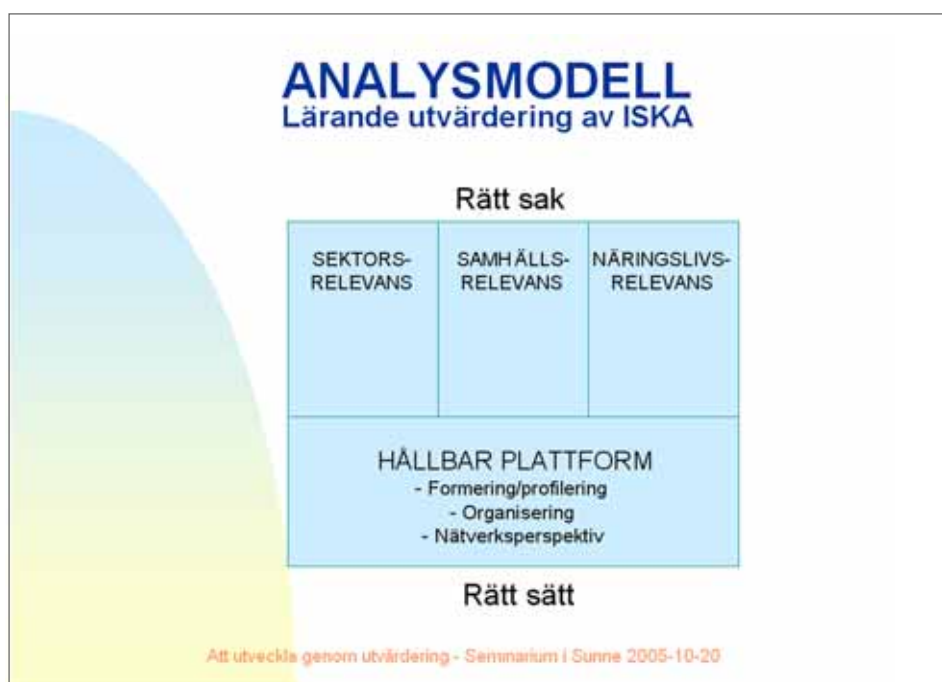 ANALYSMODELL
Lärande utvärdering av ISKA
Rätt sak
SEKTORS-
RELEVANS
SAMHÄLLS-
RELEVANS
NÄRINGSLIVS-
RELEVANS
HÅLLBAR PLATTFORM
- Formering/profilering
- Organisering
- Nätverksperspektiv
Rätt sätt
Att utveckla genom utvärdering - Seminarium i Sunne 2005-10-20